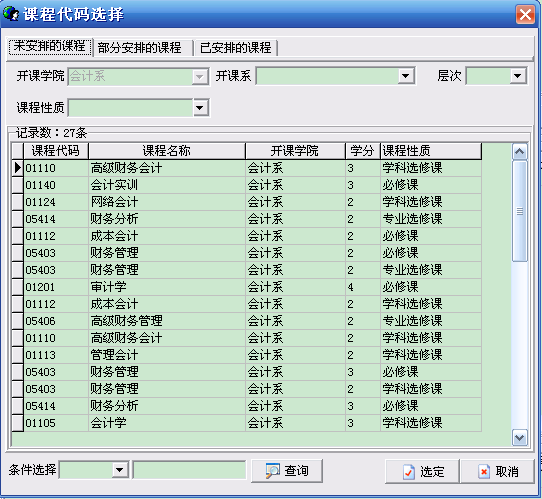 课程代码选择
未安排的课程 部分安排的课程 已安排的课程
开课学院 会计系 开课系 层次
课程性质
记录数：27条
课程代码 课程名称 开课学院 学分 课程性质
01110 高级财务会计 会计系 3 学科选修课
01140 会计实训 会计系 3 必修课
01124 网络会计 会计系 2 学科选修课
05414 财务分析 会计系 2 专业选修课
01112 成本会计 会计系 2 必修课
05403 财务管理 会计系 2 必修课
05403 财务管理 会计系 2 专业选修课
01201 审计学 会计系 4 必修课
01112 成本会计 会计系 2 学科选修课
05406 高级财务管理 会计系 2 专业选修课
01110 高级财务会计 会计系 2 学科选修课
01113 管理会计 会计系 2 学科选修课
05403 财务管理 会计系 3 必修课
05403 财务管理 会计系 2 学科选修课
05414 财务分析 会计系 3 必修课
01105 会计学 会计系 3 学科选修课
条件选择 查询 选定 取消